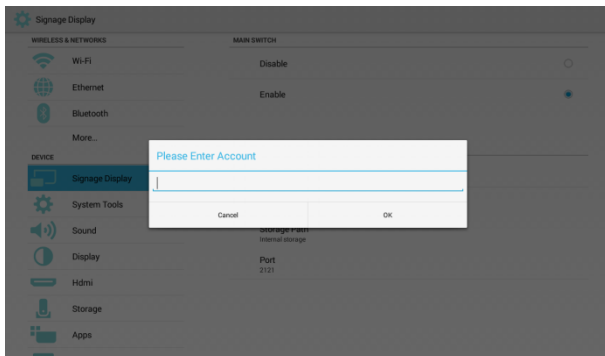 Signage Display
WIRELESS & NETWORKS
Wi-Fi
Ethernet
Bluetooth
More...
DEVICE
Signage Display
System Tools
Sound
Display
Hdmi
Storage
Apps
MAIN SWITCH
Disable
Enable
Please Enter Account
Cancel
OK
Storage Path
Internal storage
Port
2121